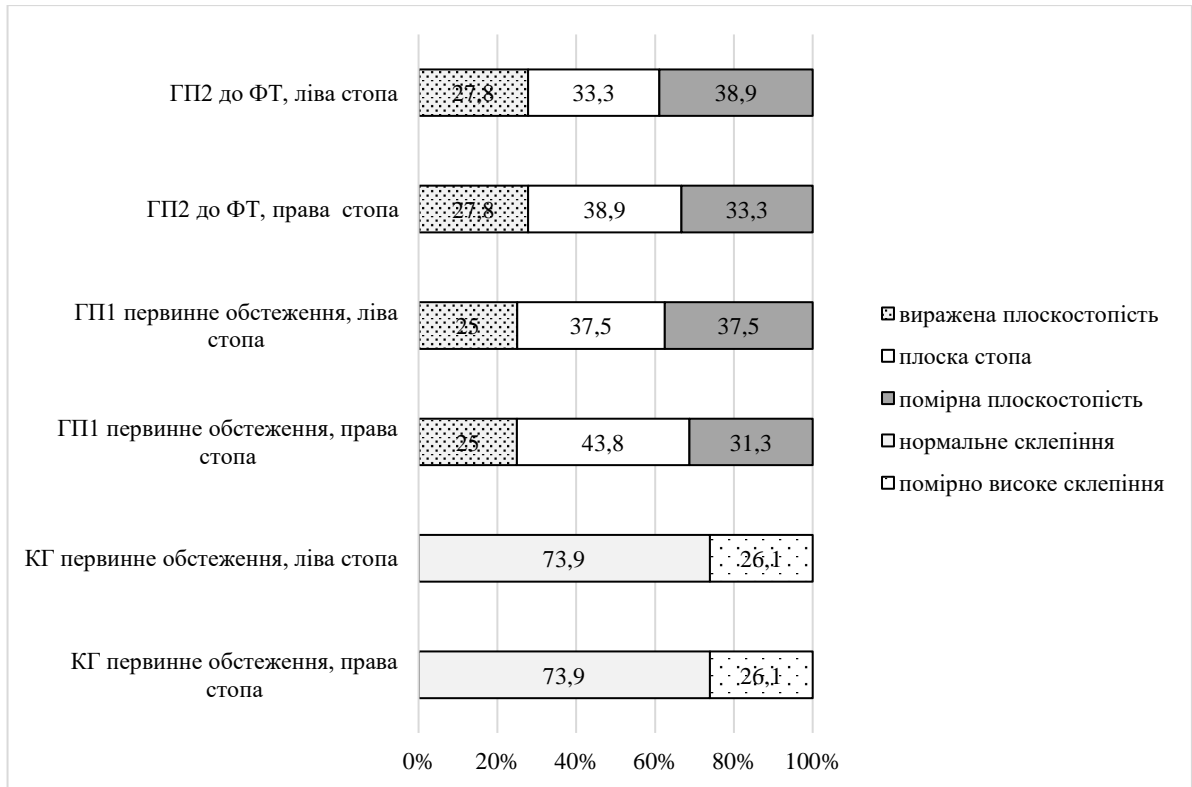 ГП2 до ФТ, ліва стопа
27,8 33,3 38,9
ГП2 до ФТ, права стопа
27,8 38,9 33,3
ГП1 первинне обстеження, ліва
стопа
25 37,5 37,5
ГП1 первинне обстеження, права
стопа
25 43,8 31,3
КГ первинне обстеження, ліва стопа
73,9 26,1
КГ первинне обстеження, права
стопа
73,9 26,1
0% 20% 40% 60% 80% 100%
виражена плоскостопість
плоска стопа
помірна плоскостопість
нормальне склепіння
помірно високе склепіння